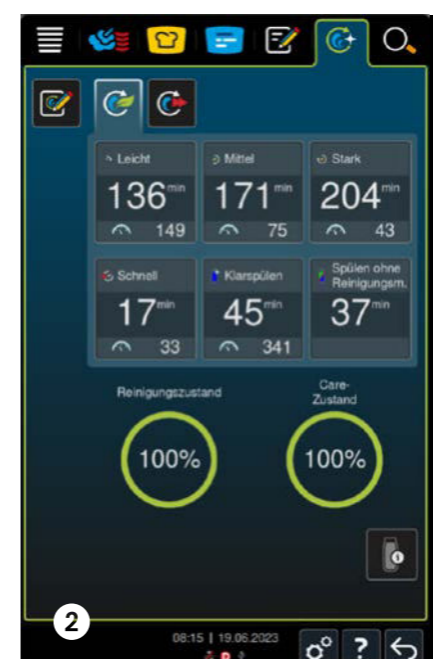 Leicht
Mittel
Stark
136 min
171 min
204 min
149
75
43
Schnell
Klarspülen
Spülen ohne
Reinigungsm.
17 min
45 min
37 min
33
341
Reinigungszustand
Care-
Zustand
100%
100%
2
08:15 | 19.06.2023
?